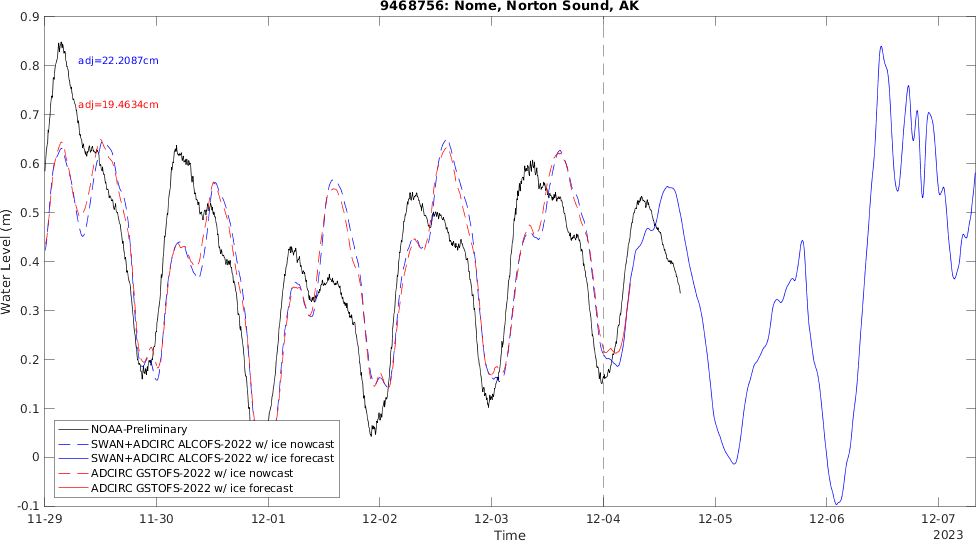 9468756: Nome, Norton Sound, AK
0.9
0.8
0.7
0.6
0.5
0.4
0.3
0.2
0.1
0
-0.1
Water Level (m)
adj=22.2087cm
adj=19.4634cm
NOAA-Preliminary
SWAN+ADCIRC ALCOFS-2022 w/ ice nowcast
SWAN+ADCIRC ALCOFS-2022 w/ ice forecast
ADCIRC GSTOFS-2022 w/ ice nowcast
ADCIRC GSTOFS-2022 w/ ice forecast
11-29 11-30 12-01 12-02 12-03 12-04 12-05 12-06 12-07
Time
2023